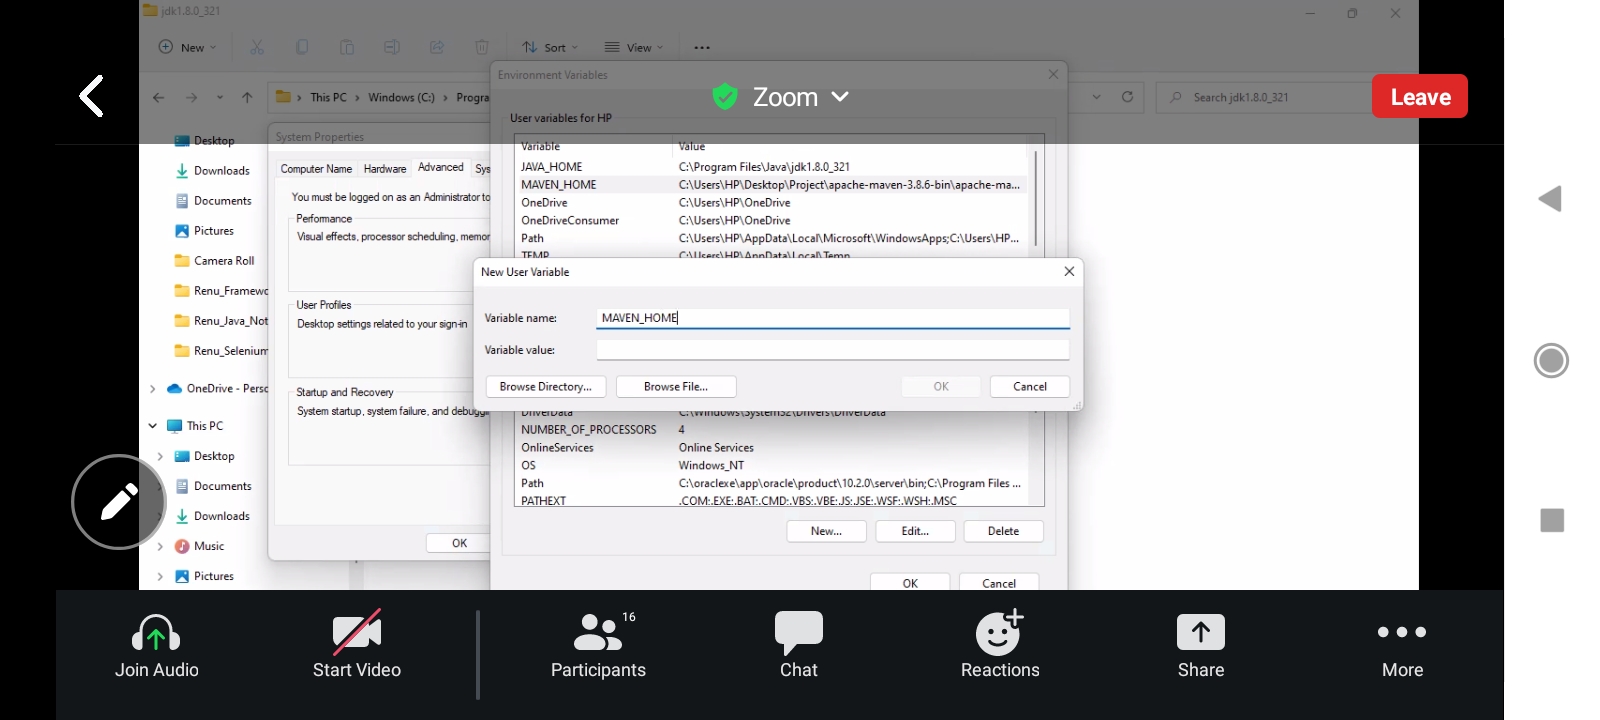 jdk1.8.0_321
New
Sort
View
This PC > Windows (C:) > Progra
Search jdk1.8.0_321
Zoom
Leave
Environment Variables
User variables for HP
Variable Value
JAVA_HOME C:\Program Files\Java\jdk1.8.0_321
MAVEN_HOME C:\Users\HP\Desktop\Project\apache-maven-3.8.6-bin\apache-ma...
OneDrive C:\Users\HP\OneDrive
OneDriveConsumer C:\Users\HP\OneDrive
Path C:\Users\HP\AppData\Local\Microsoft\WindowsApps;C:\Users\HP...
TEMP C:\Users\HP\AppData\Local\Temp
System Properties
Computer Name
Hardware
Advanced
Sys
You must be logged on as an Administrator to
Performance
Visual effects, processor scheduling, memor
User Profiles
Desktop settings related to your sign-in
Startup and Recovery
System startup, system failure, and debugg
OK
Desktop
Downloads
Documents
Pictures
Camera Roll
Renu_Framewo
Renu_Java_Not
Renu_Selenium
OneDrive - Perso
This PC
Desktop
Documents
Downloads
Music
Pictures
New User Variable
Variable name: MAVEN_HOME
Variable value:
Browse Directory...
Browse File...
OK
Cancel
DriverData C:\Windows\System32\Drivers\DriverData
NUMBER_OF_PROCESSORS 4
OnlineServices Online Services
OS Windows_NT
Path C:\oraclexe\app\oracle\product\10.2.0\server\bin;C:\Program Files ...
PATHEXT .COM;.EXE;.BAT;.CMD;.VBS;.VBE;.JS;.JSE;.WSF;.WSH;.MSC
New...
Edit...
Delete
OK
Cancel
Join Audio
Start Video
16
Participants
Chat
Reactions
Share
More